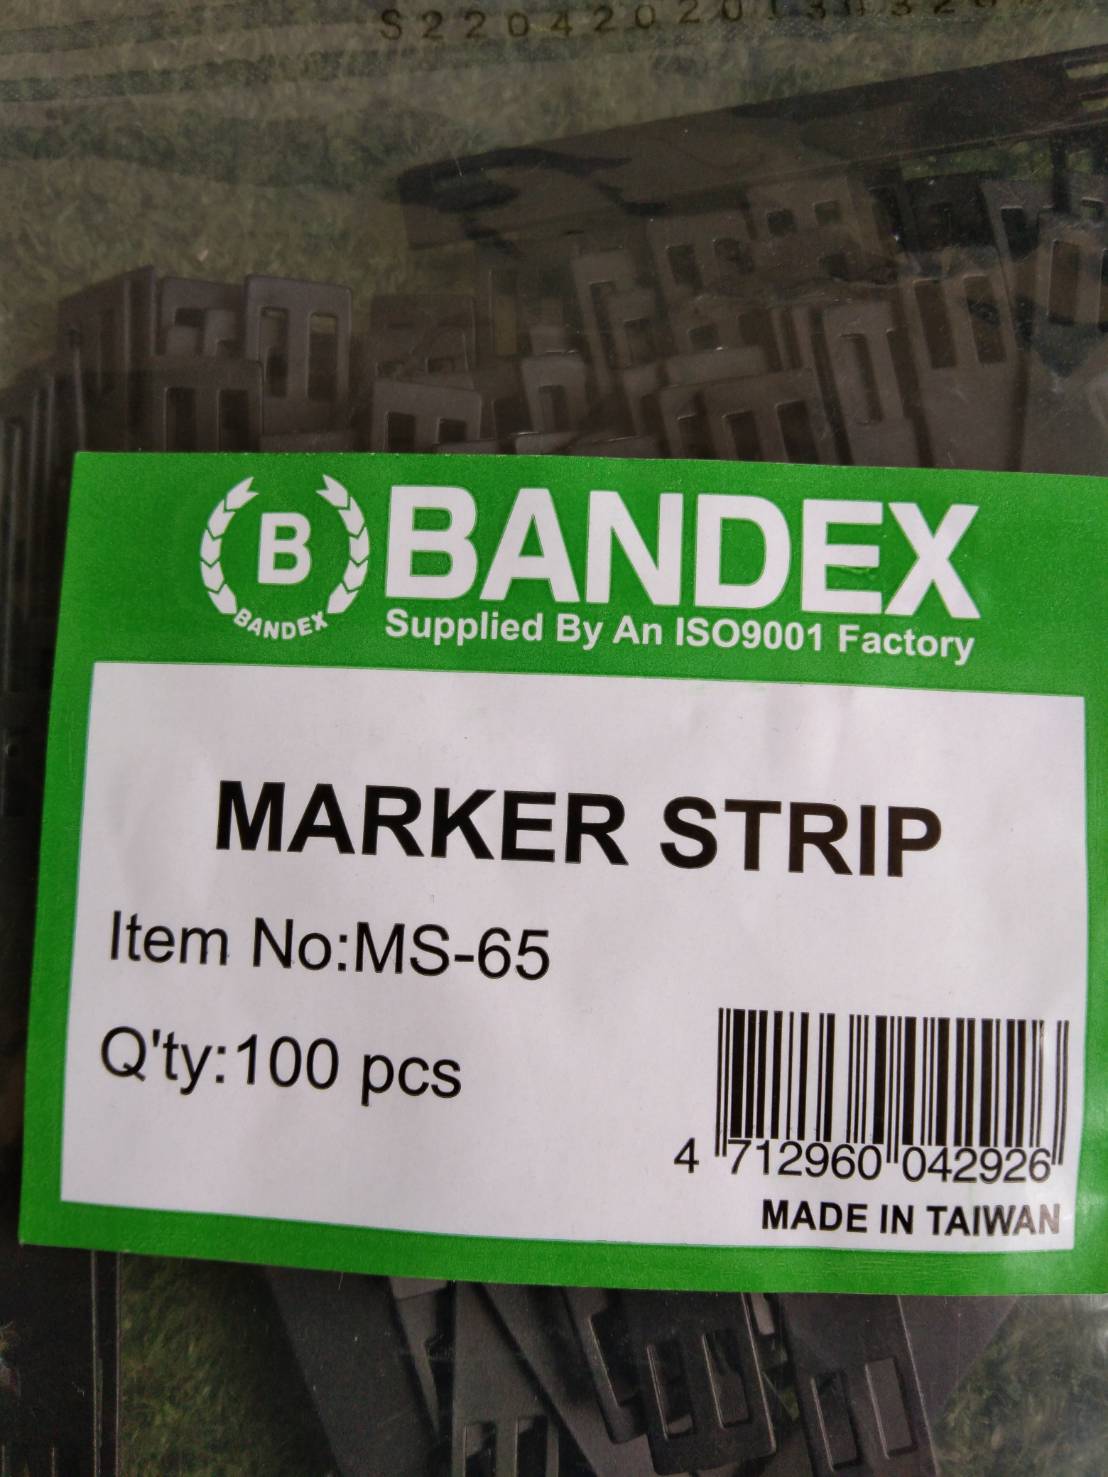 B
BANDEX
BANDEX
Supplied By An ISO9001 Factory
MARKER STRIP
Item No:MS-65
Q'ty:100 pcs
4 712960 042926
MADE IN TAIWAN